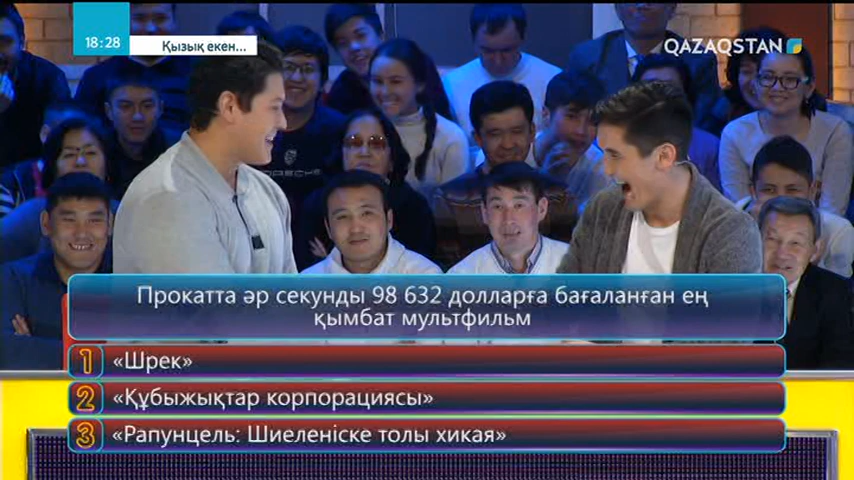 18:28
Қызық екен...
QAZAQSTAN
PORSCHE
Прокатта әр секунды 98 632 долларға бағаланған ең
қымбат мультфильм
1 «Шрек»
2 «Құбыжықтар корпорациясы»
3 «Рапунцель: Шиеленіске толы хикая»